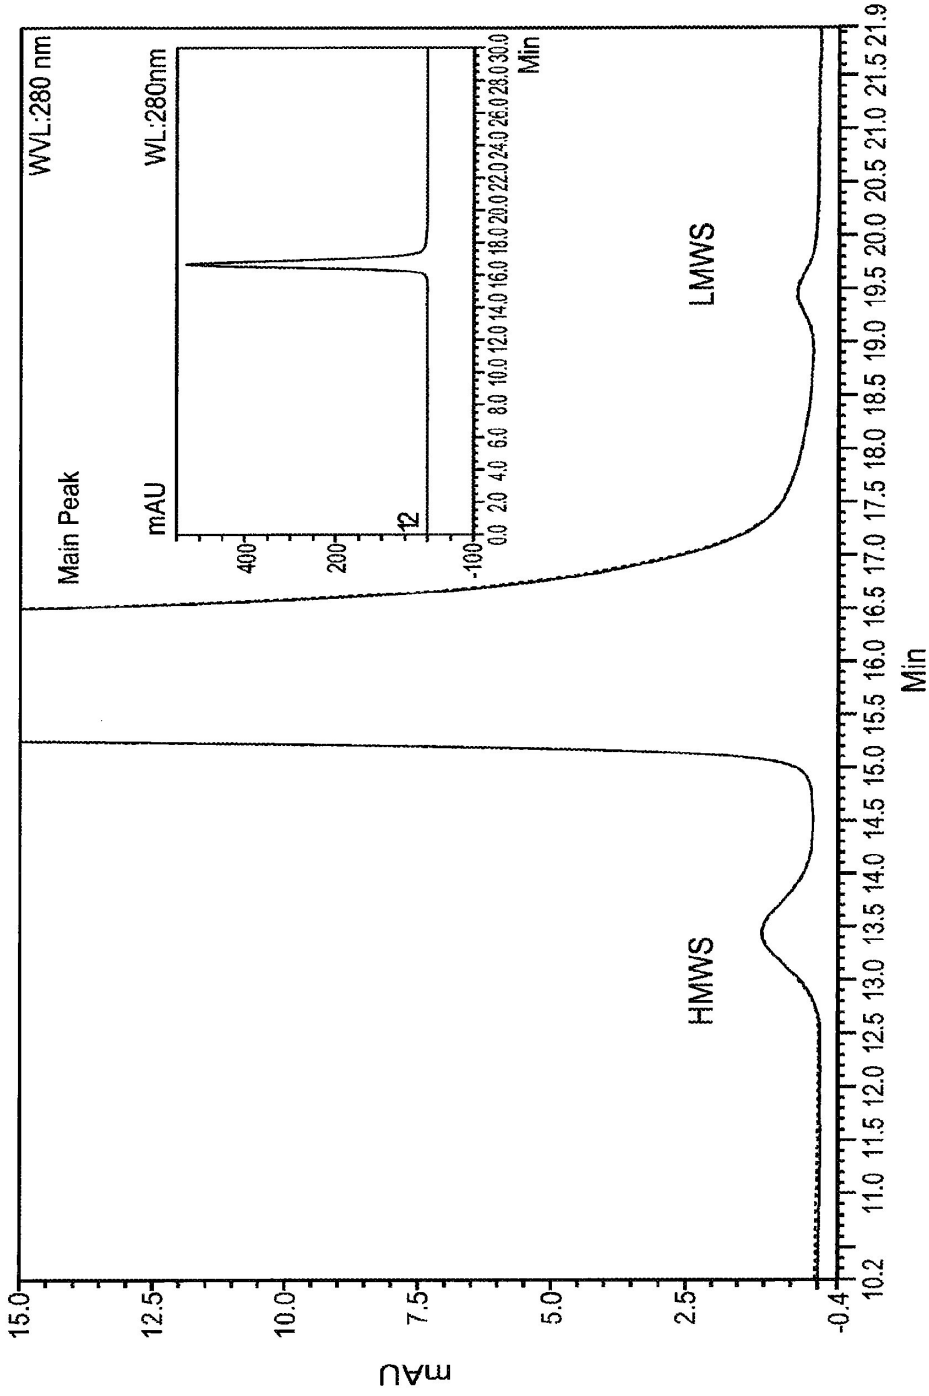 WVL:280 nm
Main Peak
mAU
WL:280nm
400
200
12
-100
0.0 2.0 4.0 6.0 8.0 10.0 12.0 14.0 16.0 18.0 20.0 22.0 24.0 26.0 28.0 30.0
Min
HMWS
LMWS
15.0
12.5
10.0
7.5
5.0
2.5
-0.4
mAU
10.2 11.0 11.5 12.0 12.5 13.0 13.5 14.0 14.5 15.0 15.5 16.0 16.5 17.0 17.5 18.0 18.5 19.0 19.5 20.0 20.5 21.0 21.5 21.9
Min